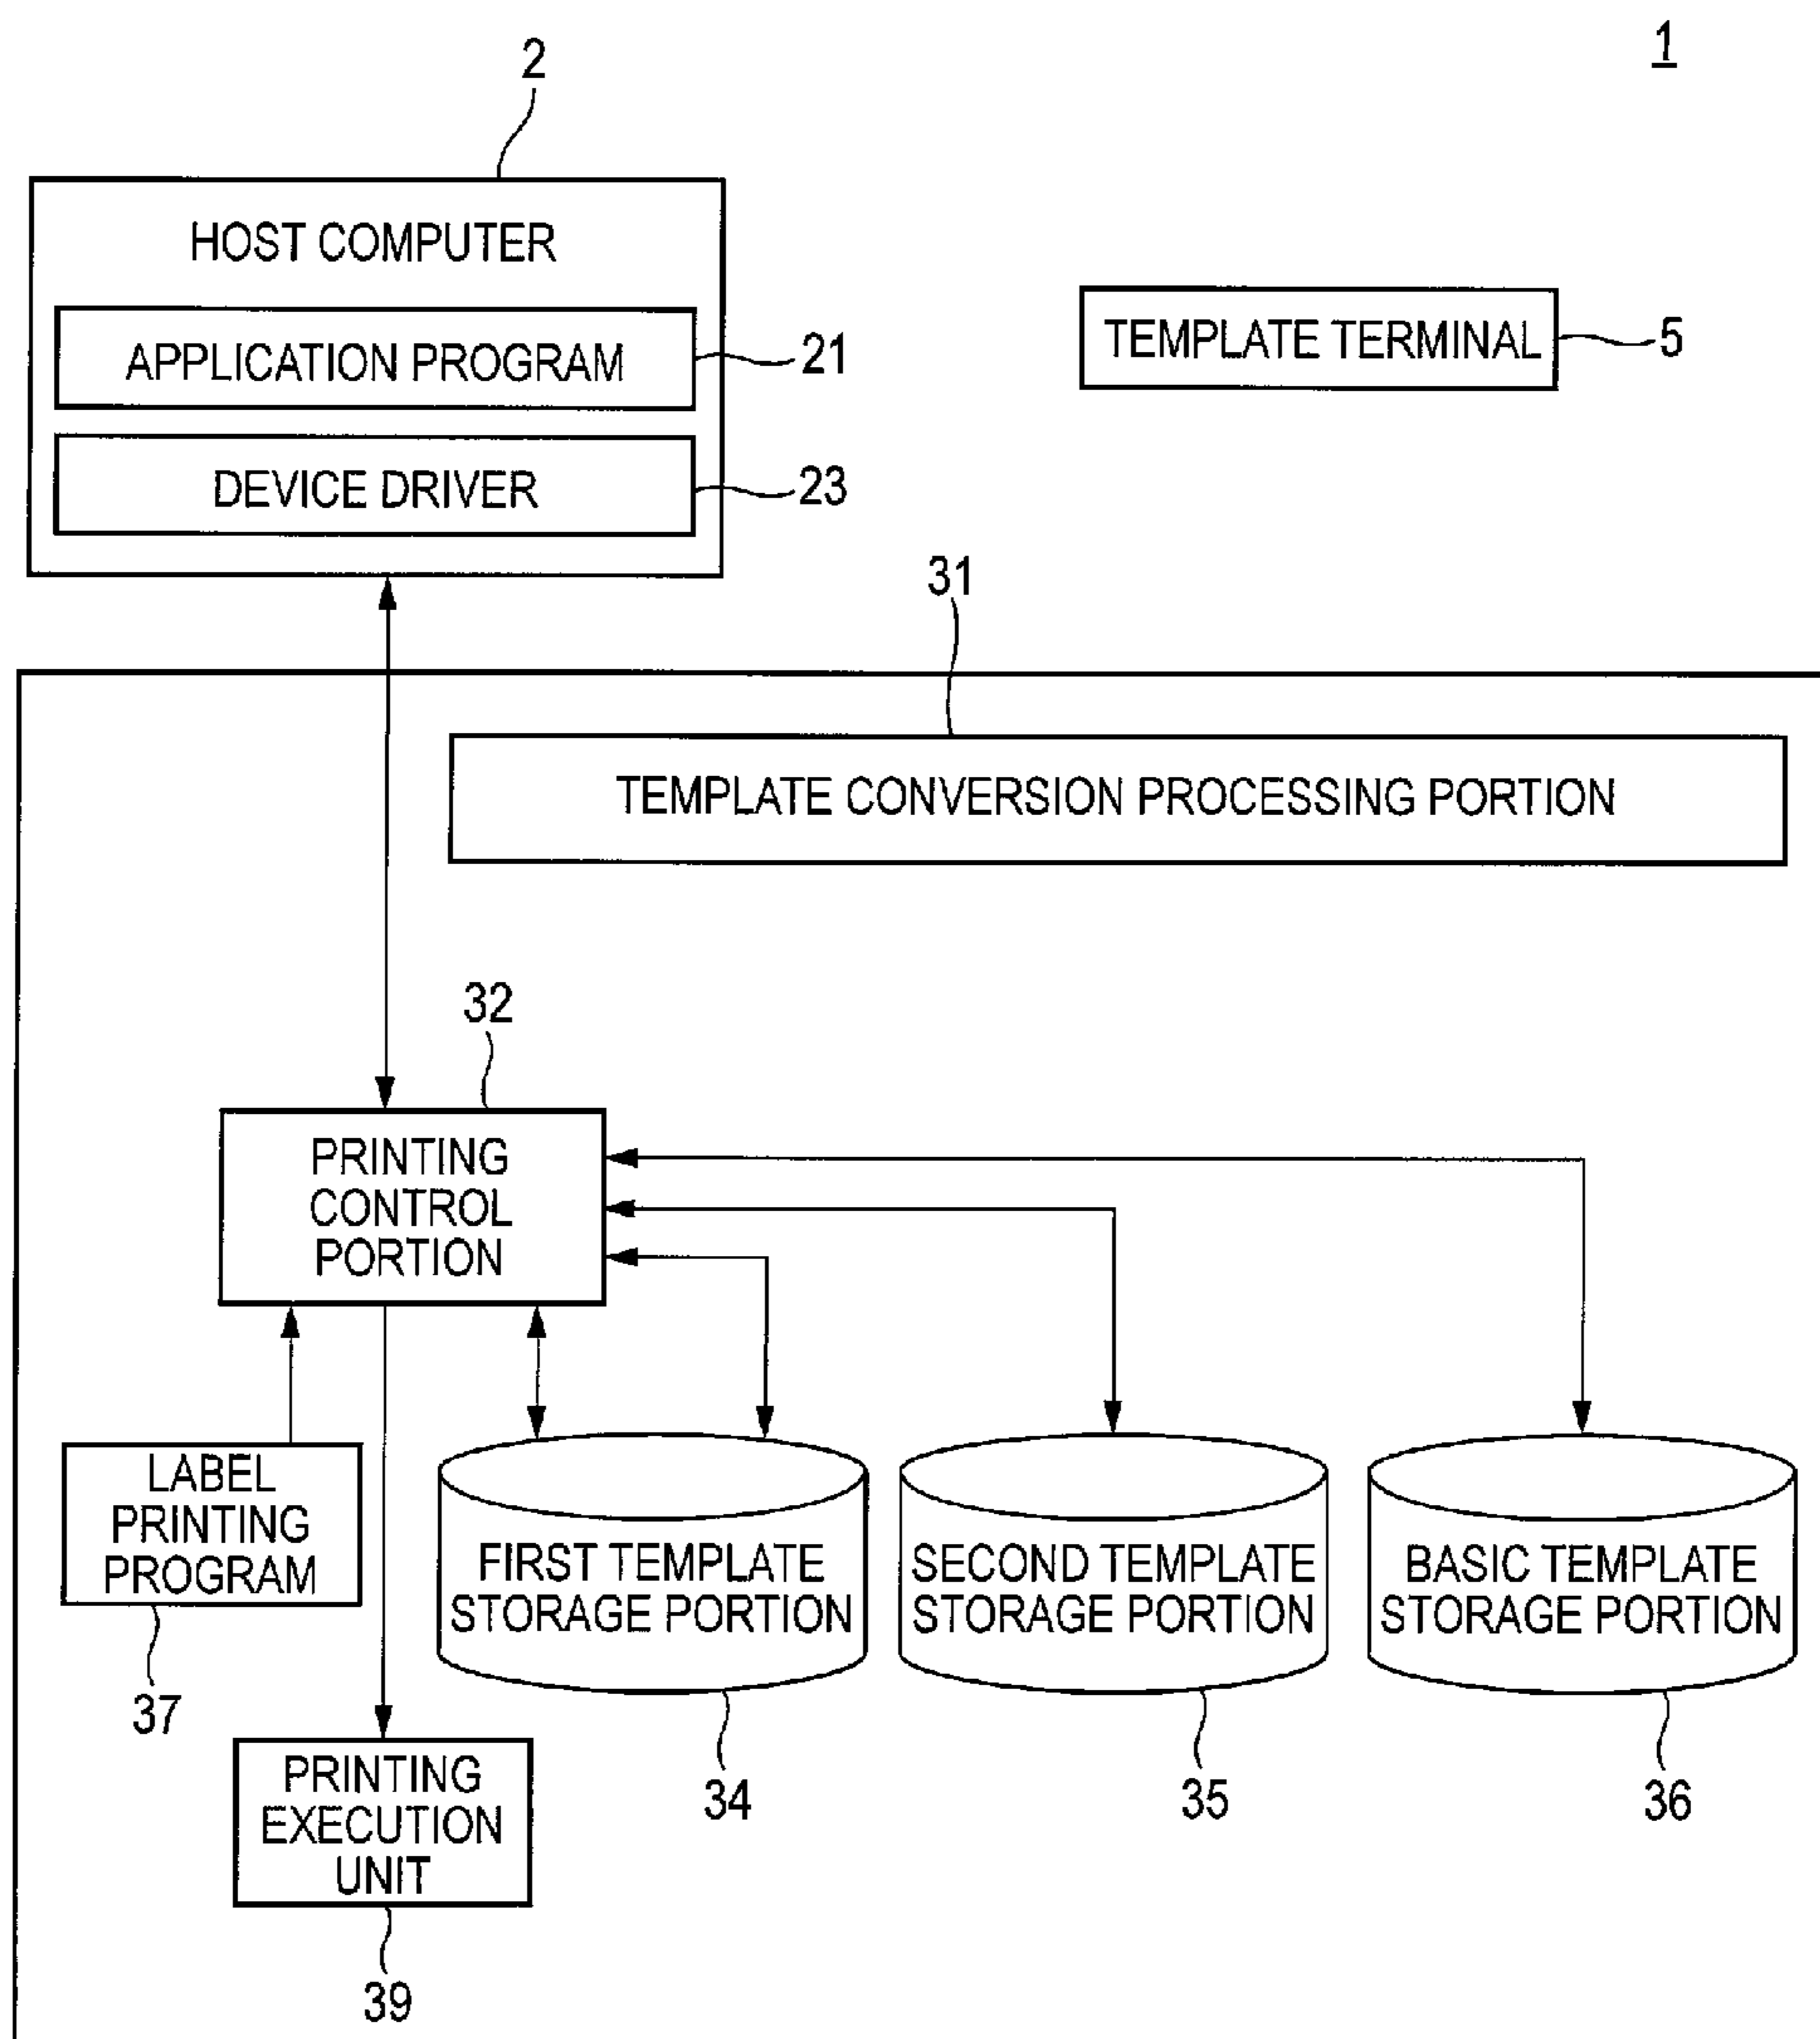 1
2
HOST COMPUTER
APPLICATION PROGRAM
21
DEVICE DRIVER
23
TEMPLATE TERMINAL
5
31
TEMPLATE CONVERSION PROCESSING PORTION
32
PRINTING
CONTROL
PORTION
LABEL
PRINTING
PROGRAM
37
FIRST TEMPLATE
STORAGE PORTION
34
SECOND TEMPLATE
STORAGE PORTION
35
BASIC TEMPLATE
STORAGE PORTION
36
PRINTING
EXECUTION
UNIT
39